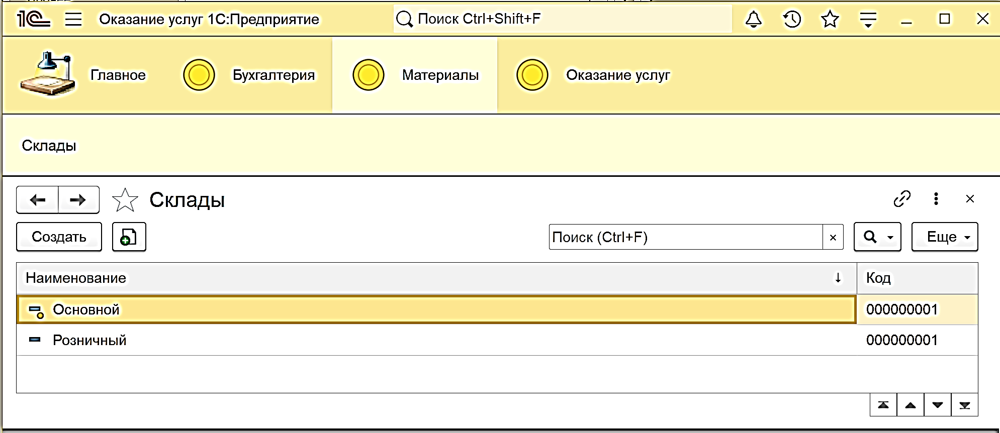 1С Оказание услуг 1С:Предприятие Поиск Ctrl+Shift+F
Главное Бухгалтерия Материалы Оказание услуг
Склады
Склады
Создать Поиск (Ctrl+F) × Еще
Наименование ↓ Код
Основной 000000001
Розничный 000000001